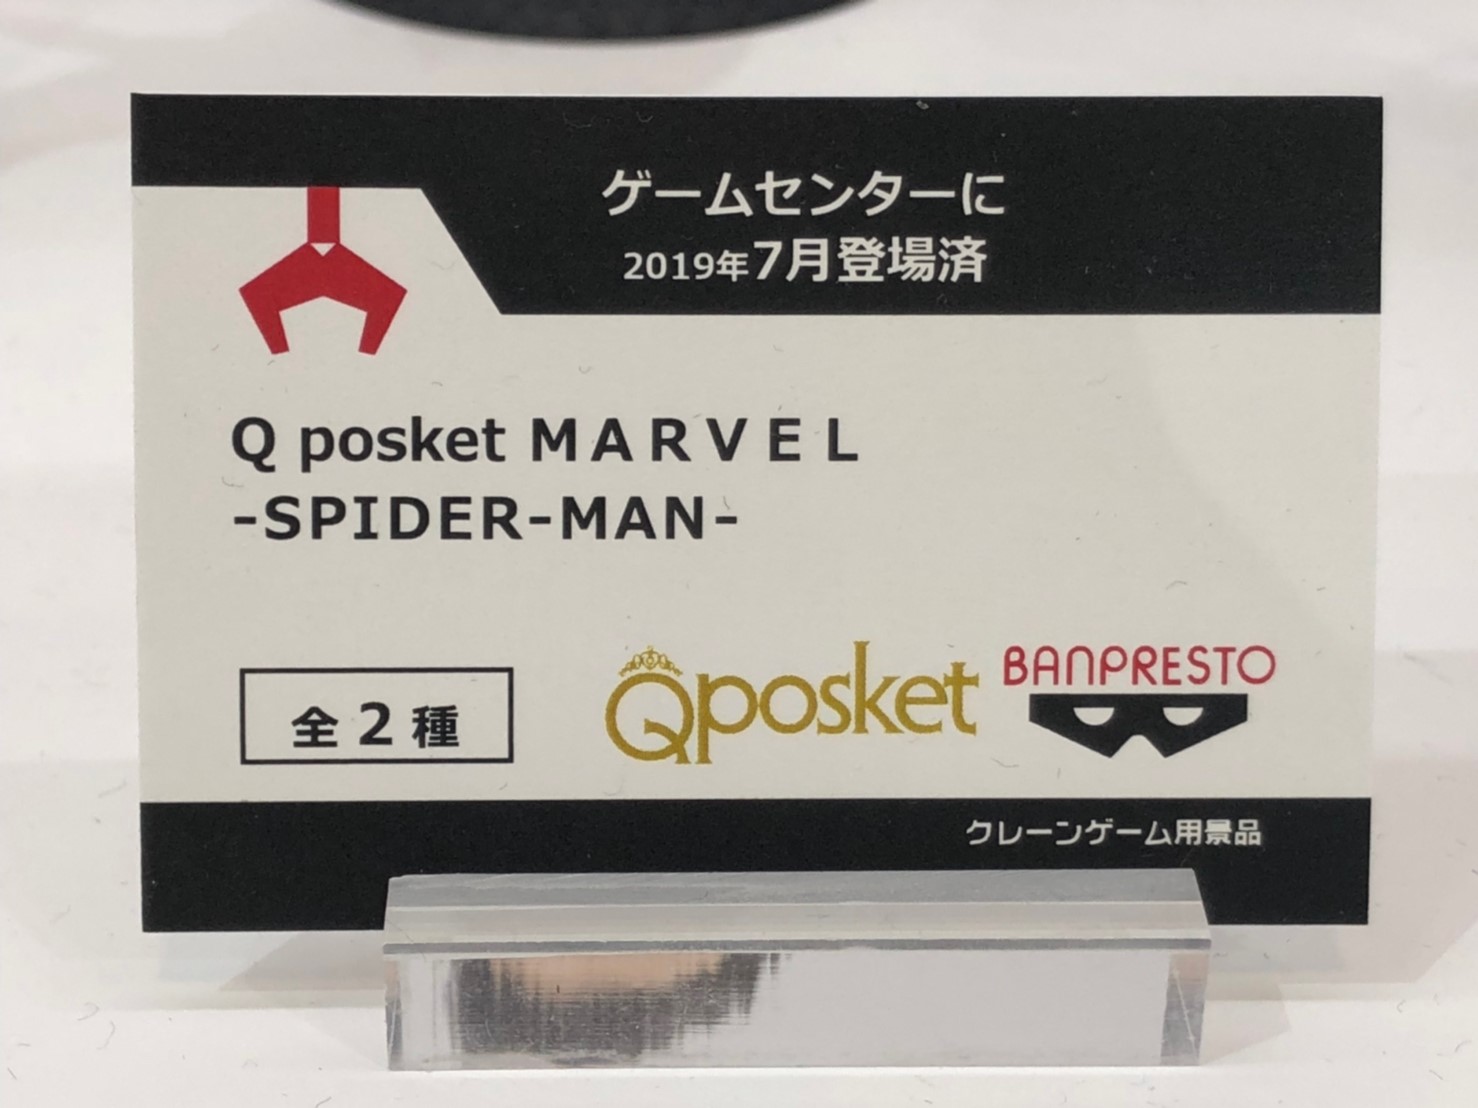 ゲームセンターに
2019年7月登場済
Q posket MARVEL
-SPIDER-MAN-
全2種
Qposket
BANPRESTO
クレーンゲーム用景品